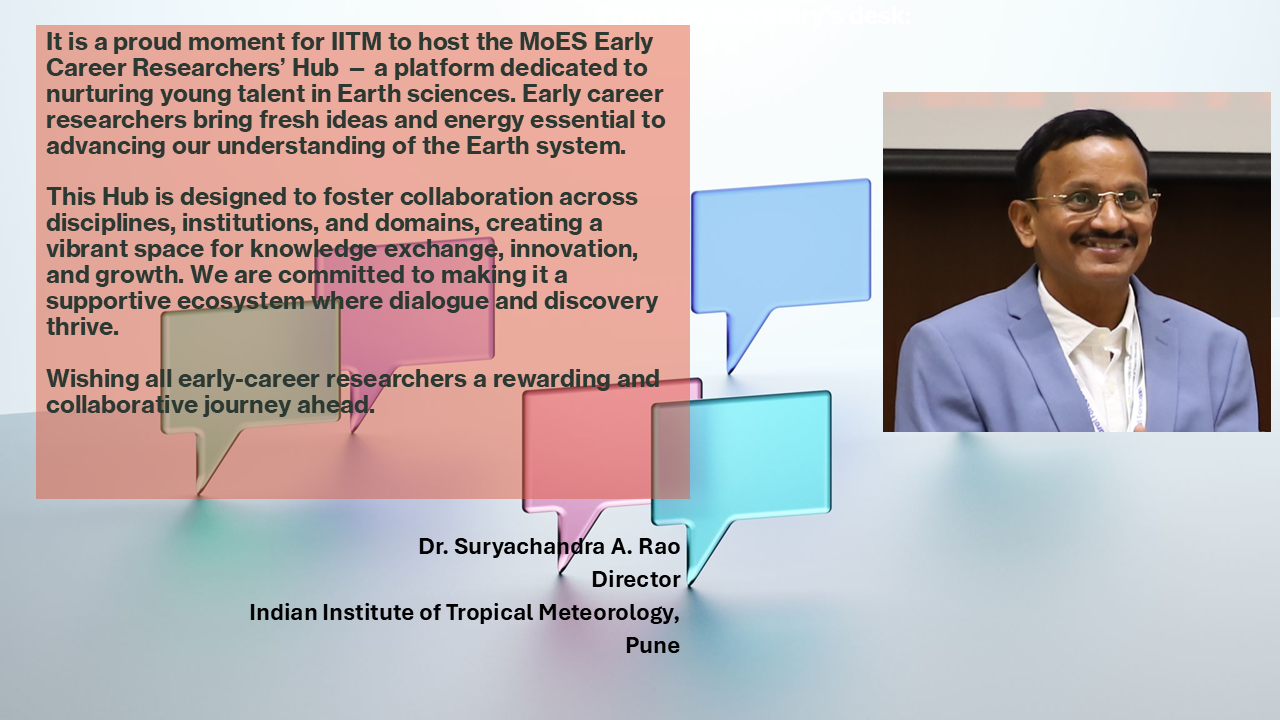 desk:
It is a proud moment for IITM to host the MoES Early
Career Researchers’ Hub – a platform dedicated to
nurturing young talent in Earth sciences. Early career
researchers bring fresh ideas and energy essential to
advancing our understanding of the Earth system.
This Hub is designed to foster collaboration across
disciplines, institutions, and domains, creating a
vibrant space for knowledge exchange, innovation,
and growth. We are committed to making it a
supportive ecosystem where dialogue and discovery
thrive.
Wishing all early-career researchers a rewarding and
collaborative journey ahead.
Dr. Suryachandra A. Rao
Director
Indian Institute of Tropical Meteorology,
Pune